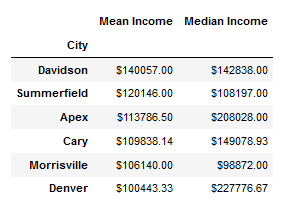 Mean Income Median Income
City
Davidson $140057.00 $142838.00
Summerfield $120146.00 $108197.00
Apex $113786.50 $208028.00
Cary $109838.14 $149078.93
Morrisville $106140.00 $98872.00
Denver $100443.33 $227776.67